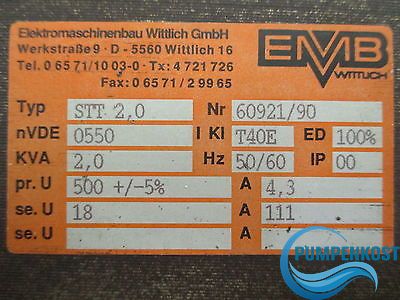 Elektromaschinenbau Wittlich GmbH
Werkstraße 9 · D - 5560 Wittlich 16
Tel. 0 65 71/10 03-0 · Tx: 4 721 726
Fax: 0 65 71 / 2 99 65
EMB
WITTLICH
Typ STT 2,0 Nr 60921/90
nVDE 0550 I Kl T40E ED 100%
KVA 2,0 Hz 50/60 IP 00
pr. U 500 +/-5% A 4,3
se. U 18 A 111
se. U A
PUMPENKOST